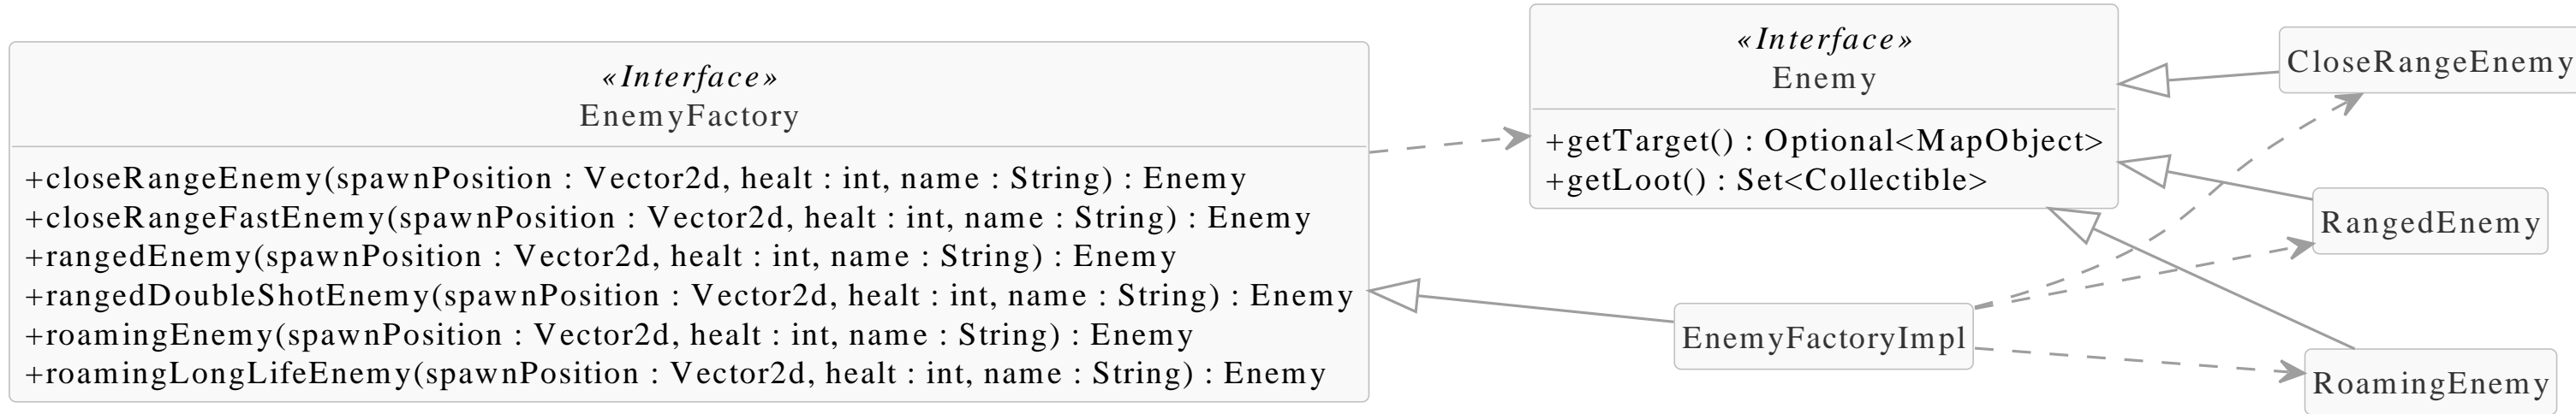 «Interface»
EnemyFactory
+closeRangeEnemy(spawnPosition : Vector2d, healt : int, name : String) : Enemy
+closeRangeFastEnemy(spawnPosition : Vector2d, healt : int, name : String) : Enemy
+rangedEnemy(spawnPosition : Vector2d, healt : int, name : String) : Enemy
+rangedDoubleShotEnemy(spawnPosition : Vector2d, healt : int, name : String) : Enemy
+roamingEnemy(spawnPosition : Vector2d, healt : int, name : String) : Enemy
+roamingLongLifeEnemy(spawnPosition : Vector2d, healt : int, name : String) : Enemy
«Interface»
Enemy
+getTarget() : Optional<MapObject>
+getLoot() : Set<Collectible>
EnemyFactoryImpl
CloseRangeEnemy
RangedEnemy
RoamingEnemy